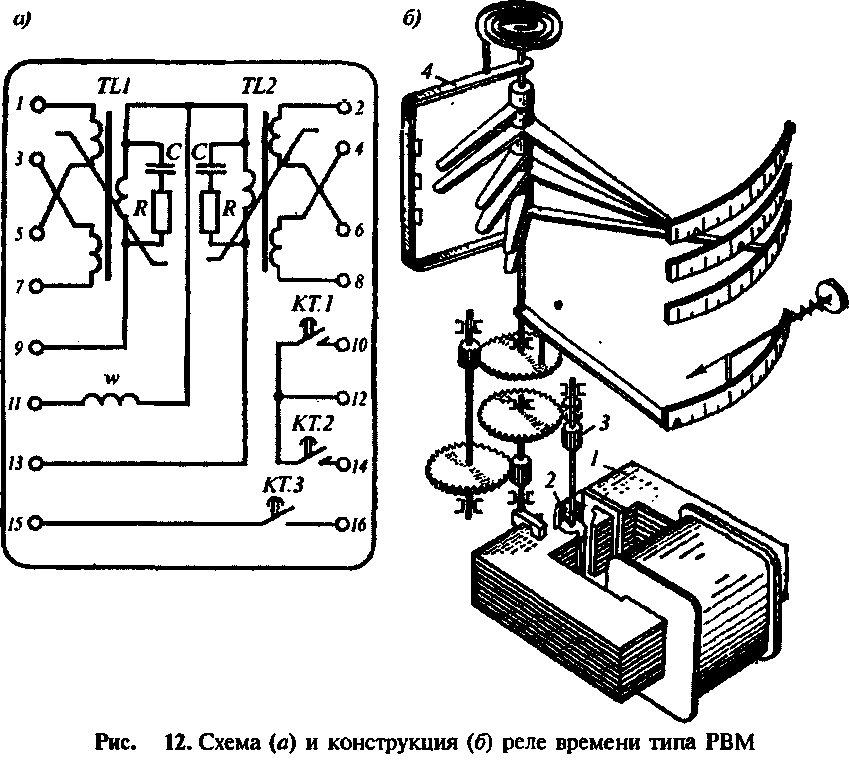 а) б)
TL1 TL2
1 2
3 4
C C
R R
5 6
7 8
KT.1
9 10
w
11 12
KT.2
13 14
KT.3
15 16
4
3
2 1
Рис. 12. Схема (а) и конструкция (б) реле времени типа РВМ